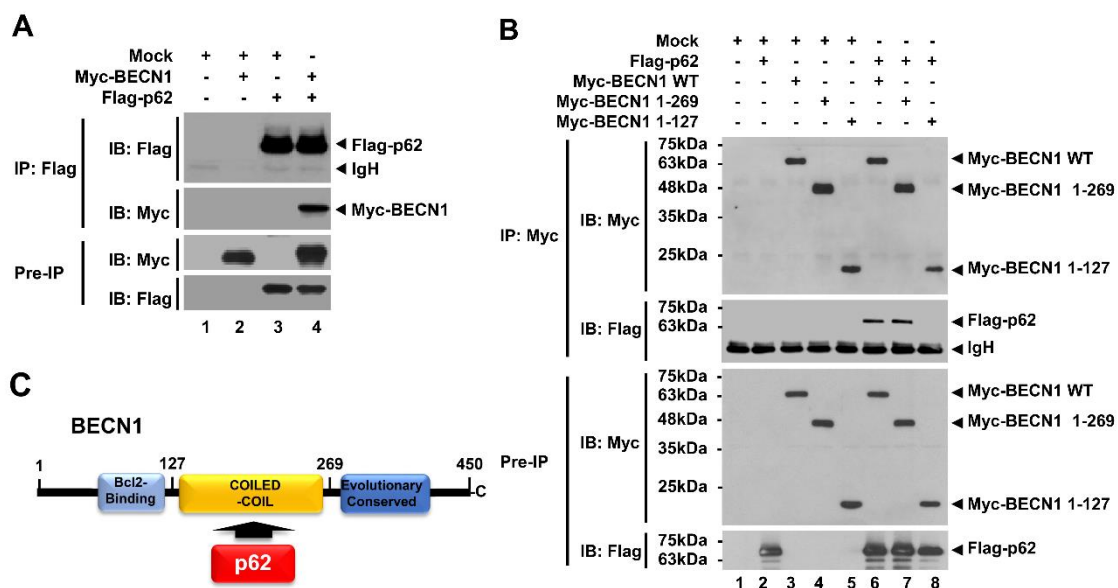 A
Mock + + + -
Myc-BECN1 - + - +
Flag-p62 - - + +
IP: Flag
IB: Flag
Flag-p62
IgH
IB: Myc
Myc-BECN1
Pre-IP
IB: Myc
IB: Flag
1 2 3 4
B
Mock + + + + + - - -
Flag-p62 - + - - - + + +
Myc-BECN1 WT - - + - - + - -
Myc-BECN1 1-269 - - - + - - + -
Myc-BECN1 1-127 - - - - + - - +
IP: Myc
IB: Myc
75kDa
63kDa
48kDa
35kDa
25kDa
Myc-BECN1 WT
Myc-BECN1 1-269
Myc-BECN1 1-127
IB: Flag
75kDa
63kDa
Flag-p62
IgH
Pre-IP
IB: Myc
75kDa
63kDa
48kDa
35kDa
25kDa
Myc-BECN1 WT
Myc-BECN1 1-269
Myc-BECN1 1-127
IB: Flag
75kDa
63kDa
Flag-p62
1 2 3 4 5 6 7 8
C
BECN1
1 127 269 450
Bcl2-
Binding
COILED
-COIL
Evolutionary
Conserved
-C
p62